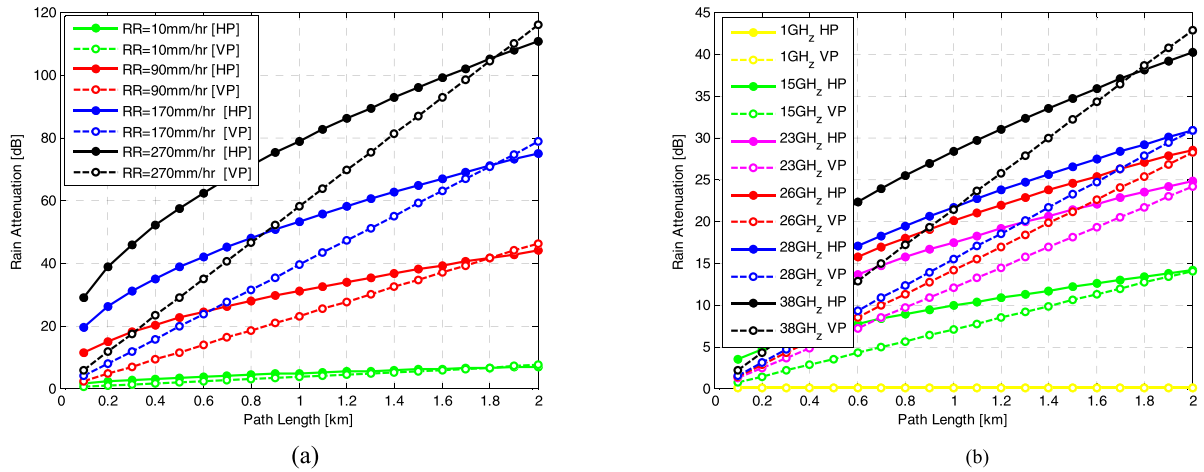 RR=10mm/hr [HP]
RR=10mm/hr [VP]
RR=90mm/hr [HP]
RR=90mm/hr [VP]
RR=170mm/hr [HP]
RR=170mm/hr [VP]
RR=270mm/hr [HP]
RR=270mm/hr [VP]
Rain Attenuation [dB]
120
100
80
60
40
20
0
0 0.2 0.4 0.6 0.8 1 1.2 1.4 1.6 1.8 2
Path Length [km]
(a)
1GHz HP
1GHz VP
15GHz HP
15GHz VP
23GHz HP
23GHz VP
26GHz HP
26GHz VP
28GHz HP
28GHz VP
38GHz HP
38GHz VP
Rain Attenuation [dB]
45
40
35
30
25
20
15
10
5
0
0 0.2 0.4 0.6 0.8 1 1.2 1.4 1.6 1.8 2
Path Length [km]
(b)